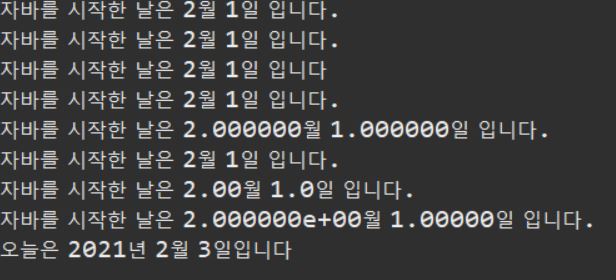 자바를 시작한 날은 2월 1일 입니다.
자바를 시작한 날은 2월 1일 입니다.
자바를 시작한 날은 2월 1일 입니다
자바를 시작한 날은 2월 1일 입니다.
자바를 시작한 날은 2.000000월 1.000000일 입니다.
자바를 시작한 날은 2월 1일 입니다.
자바를 시작한 날은 2.00월 1.0일 입니다.
자바를 시작한 날은 2.000000e+00월 1.00000일 입니다.
오늘은 2021년 2월 3일입니다